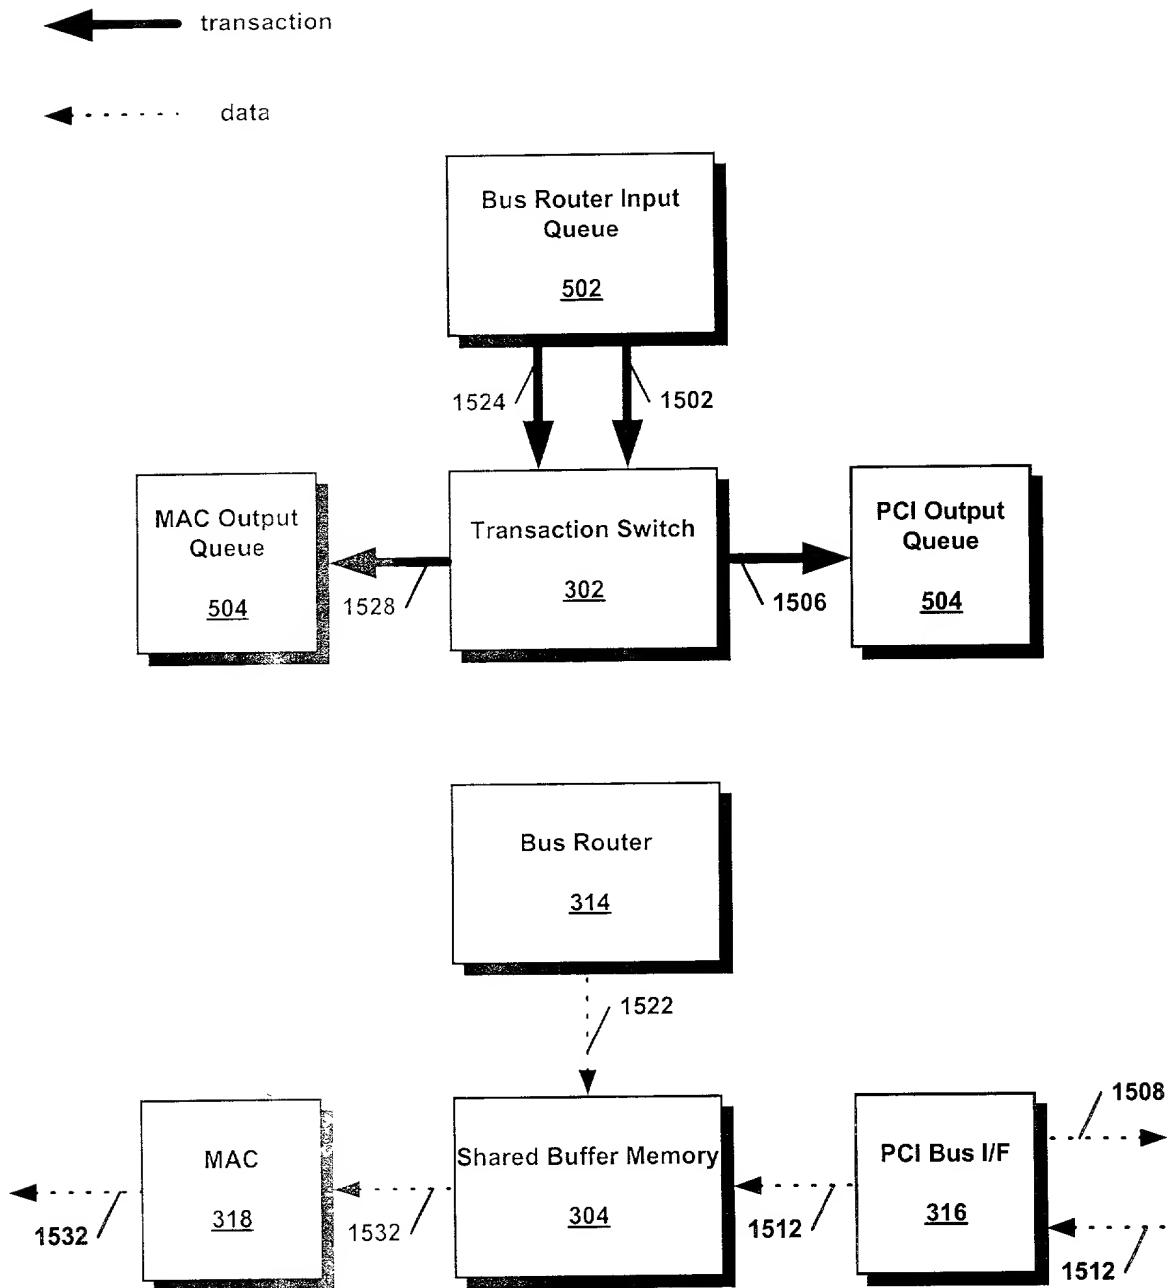 transaction
data
Bus Router Input
Queue
502
1524
1502
MAC Output
Queue
504
Transaction Switch
302
PCI Output
Queue
504
1528
1506
Bus Router
314
1522
1508
MAC
318
Shared Buffer Memory
304
PCI Bus I/F
316
1532
1532
1512
1512